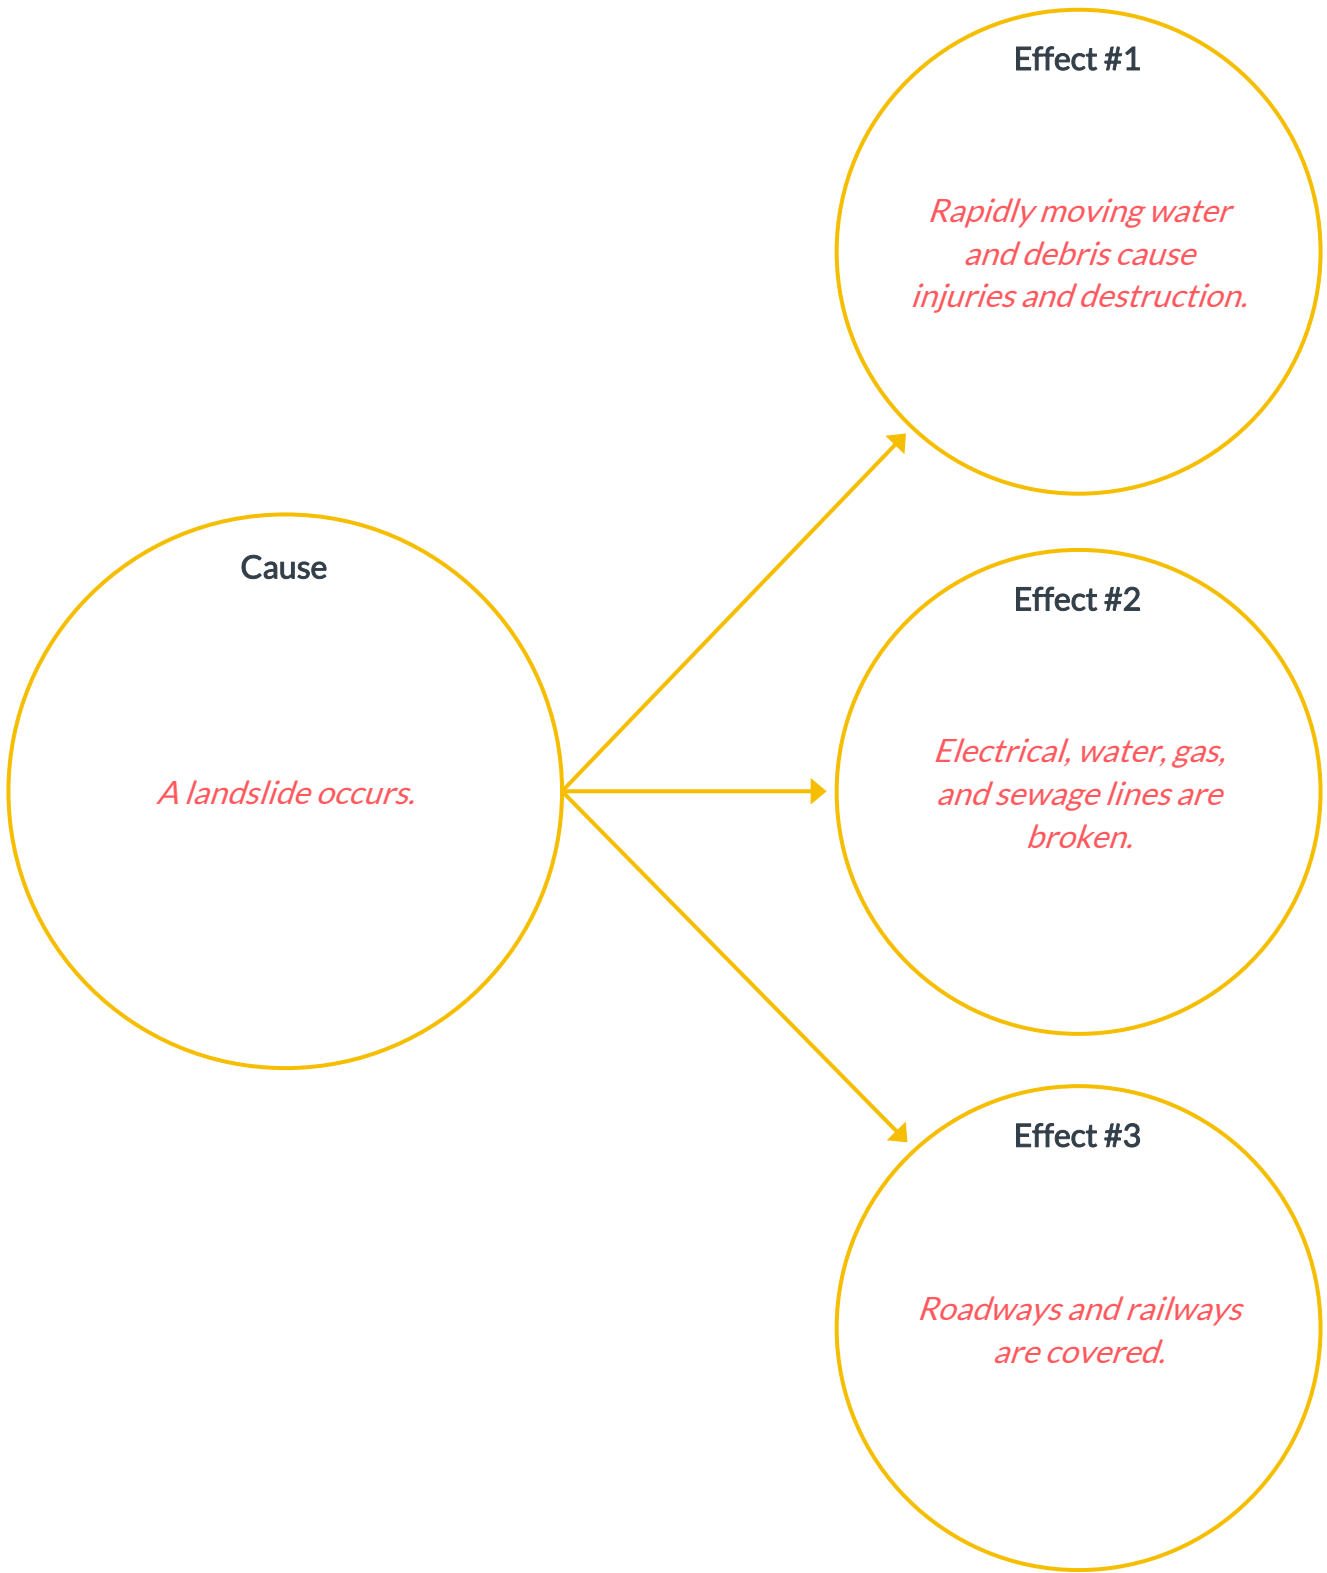 Effect #1
Rapidly moving water
and debris cause
injuries and destruction.
Cause
A landslide occurs.
Effect #2
Electrical, water, gas,
and sewage lines are
broken.
Effect #3
Roadways and railways
are covered.